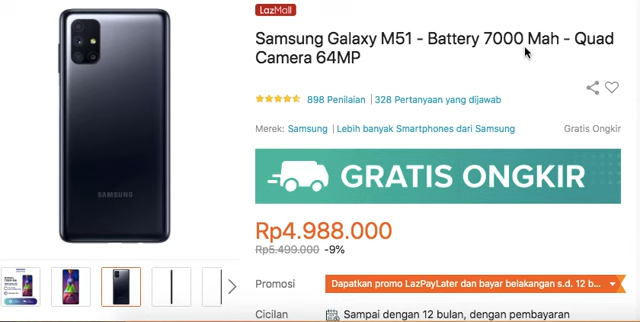 LazMall
Samsung Galaxy M51 - Battery 7000 Mah - Quad
Camera 64MP
898 Penilaian | 328 Pertanyaan yang dijawab
Merek: Samsung | Lebih banyak Smartphones dari Samsung
Gratis Ongkir
GRATIS ONGKIR
SAMSUNG
Rp4.988.000
Rp5.499.000 -9%
Promosi
Dapatkan promo LazPayLater dan bayar belakangan s.d. 12 b...
Cicilan
Sampai dengan 12 bulan, dengan pembayaran